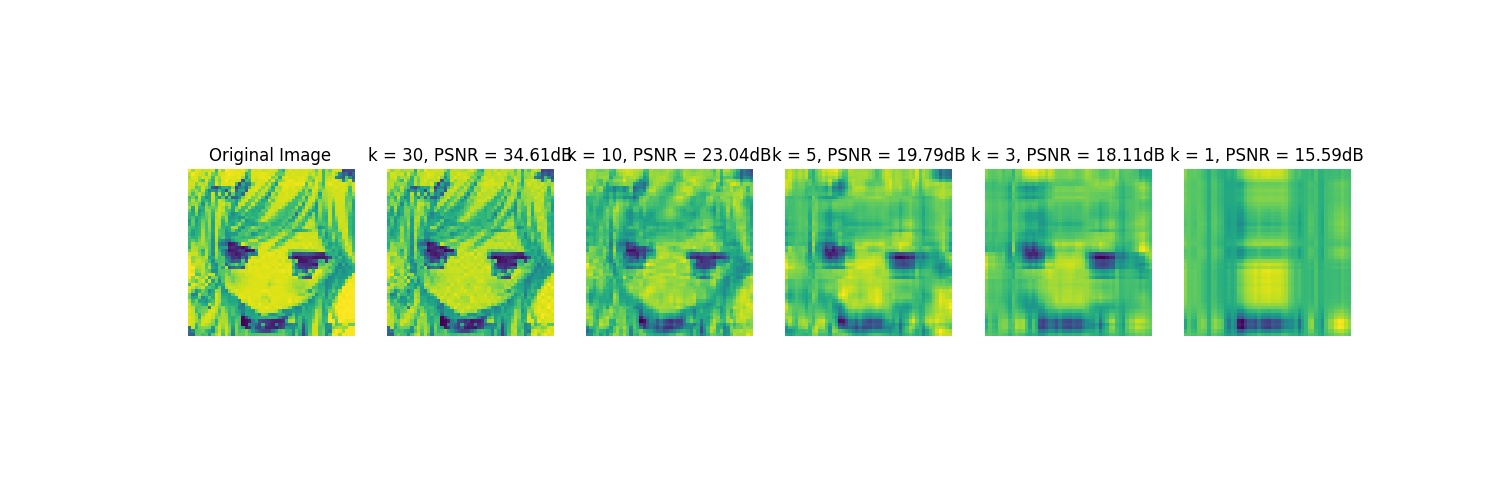 Original Image
k = 30, PSNR = 34.61dB
k = 10, PSNR = 23.04dB
k = 5, PSNR = 19.79dB
k = 3, PSNR = 18.11dB
k = 1, PSNR = 15.59dB